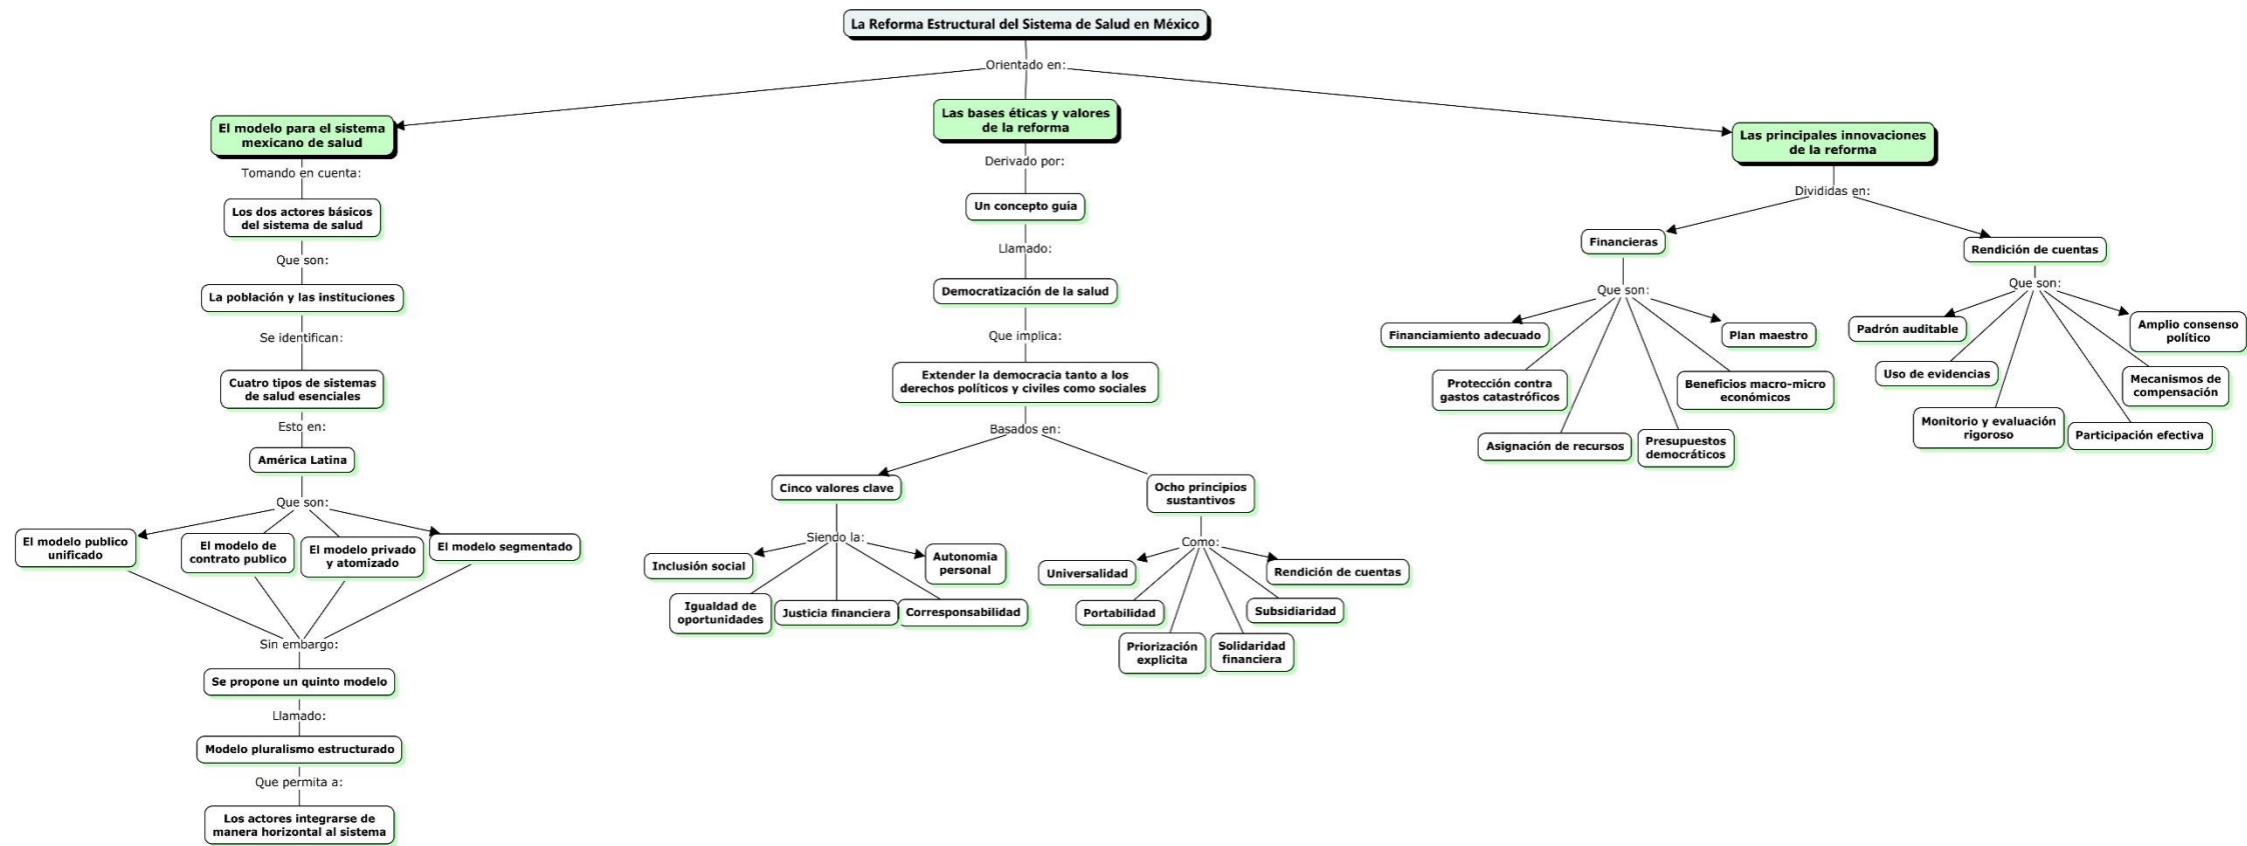 La Reforma Estructural del Sistema de Salud en México
Orientado en:
El modelo para el sistema
mexicano de salud
Tomando en cuenta:
Los dos actores básicos
del sistema de salud
Que son:
La población y las instituciones
Se identifican:
Cuatro tipos de sistemas
de salud esenciales
Esto en:
América Latina
Que son:
El modelo publico
unificado
El modelo de
contrato publico
El modelo privado
y atomizado
El modelo segmentado
Sin embargo:
Se propone un quinto modelo
Llamado:
Modelo pluralismo estructurado
Que permita a:
Los actores integrarse de
manera horizontal al sistema
Las bases éticas y valores
de la reforma
Derivado por:
Un concepto guía
Llamado:
Democratización de la salud
Que implica:
Extender la democracia tanto a los
derechos políticos y civiles como sociales
Basados en:
Cinco valores clave
Siendo la:
Inclusión social
Igualdad de
oportunidades
Justicia financiera
Corresponsabilidad
Autonomia
personal
Ocho principios
sustantivos
Como:
Universalidad
Portabilidad
Priorización
explicita
Solidaridad
financiera
Subsidiaridad
Rendición de cuentas
Las principales innovaciones
de la reforma
Divididas en:
Financieras
Que son:
Financiamiento adecuado
Protección contra
gastos catastróficos
Asignación de recursos
Presupuestos
democráticos
Beneficios macro-micro
económicos
Plan maestro
Rendición de cuentas
Que son:
Padrón auditable
Uso de evidencias
Monitorio y evaluación
rigoroso
Participación efectiva
Mecanismos de
compensación
Amplio consenso
político